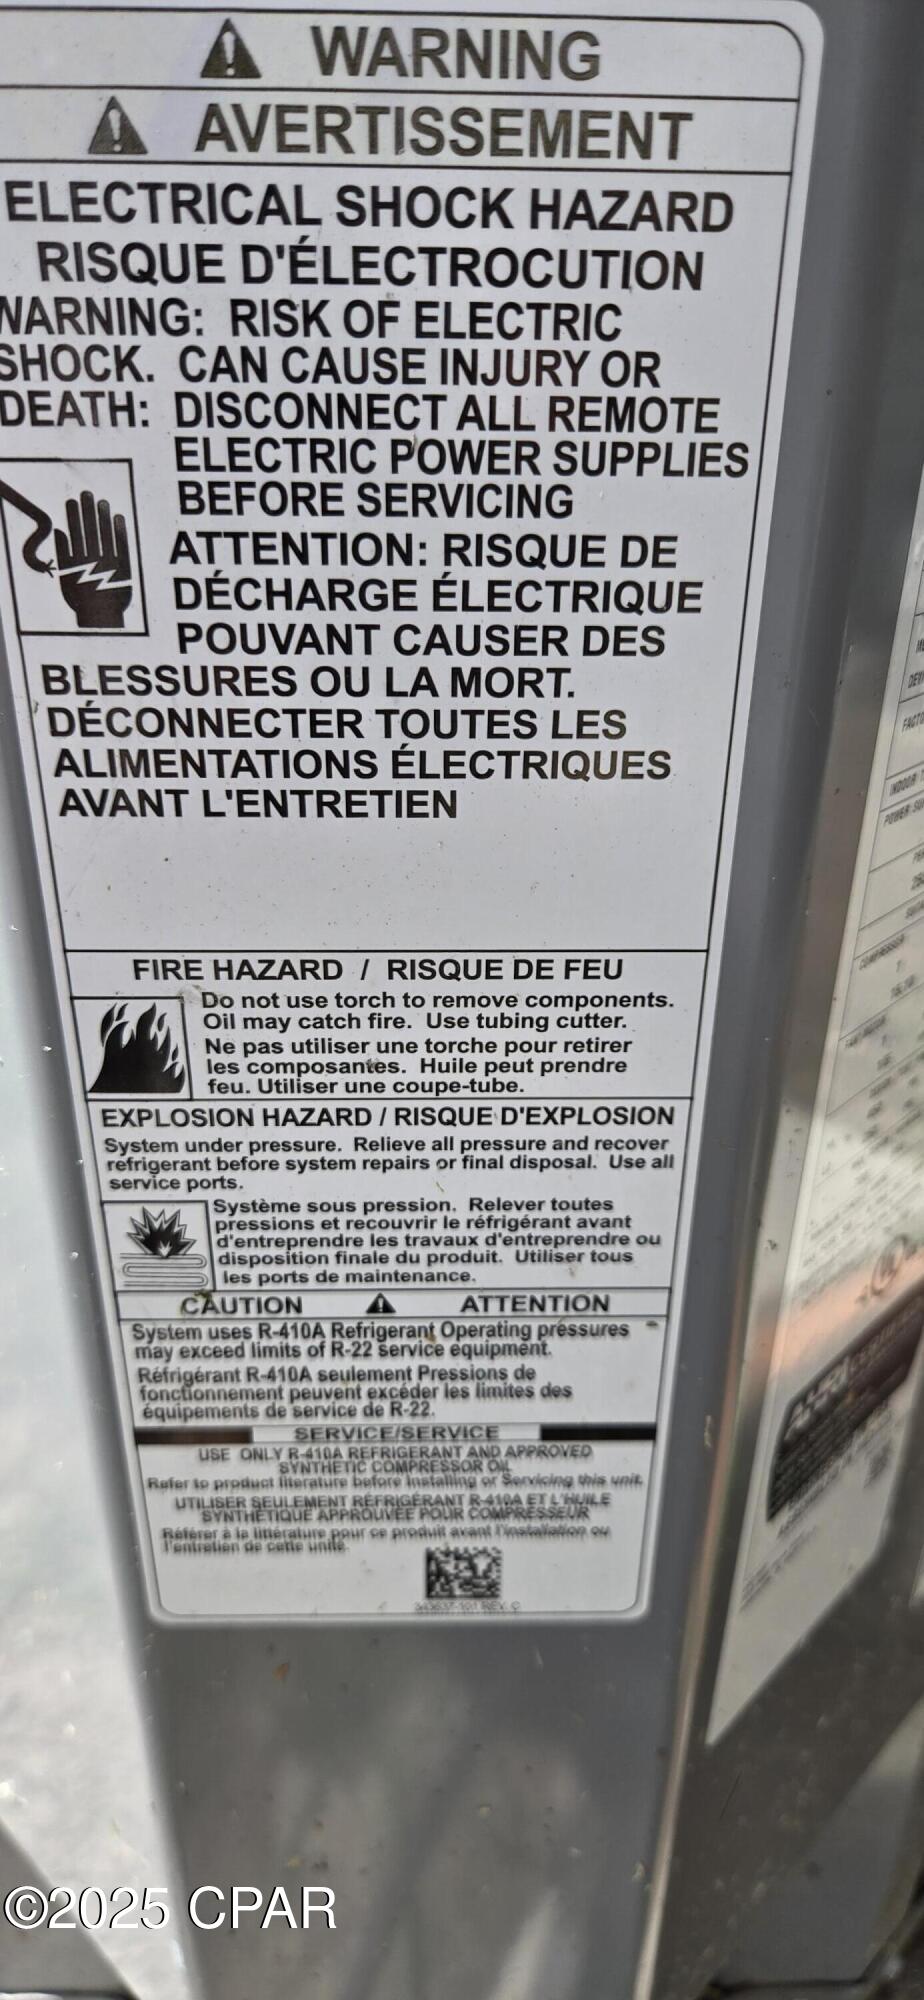 WARNING
AVERTISSEMENT
ELECTRICAL SHOCK HAZARD
RISQUE D'ÉLECTROCUTION
WARNING: RISK OF ELECTRIC
SHOCK. CAN CAUSE INJURY OR
DEATH: DISCONNECT ALL REMOTE
ELECTRIC POWER SUPPLIES
BEFORE SERVICING
ATTENTION: RISQUE DE
DÉCHARGE ÉLECTRIQUE
POUVANT CAUSER DES
BLESSURES OU LA MORT.
DÉCONNECTER TOUTES LES
ALIMENTATIONS ÉLECTRIQUES
AVANT L'ENTRETIEN
FIRE HAZARD / RISQUE DE FEU
Do not use torch to remove components.
Oil may catch fire. Use tubing cutter.
Ne pas utiliser une torche pour retirer
les composantes. Huile peut prendre
feu. Utiliser une coupe-tube.
EXPLOSION HAZARD / RISQUE D'EXPLOSION
System under pressure. Relieve all pressure and recover
refrigerant before system repairs or final disposal. Use all
service ports.
Système sous pression. Relever toutes
pressions et recouvrir le réfrigérant avant
d'entreprendre les travaux d'entreprendre ou
disposition finale du produit. Utiliser tous
les ports de maintenance.
CAUTION ATTENTION
System uses R-410A Refrigerant Operating pressures
may exceed limits of R-22 service equipment.
Réfrigérant R-410A seulement Pressions de
fonctionnement peuvent excéder les limites des
équipements de service de R-22.
SERVICE/SERVICE
USE ONLY R-410A REFRIGERANT AND APPROVED
SYNTHETIC COMPRESSOR OIL
Refer to product literature before Installing or Servicing this unit.
UTILISER SEULEMENT RÉFRIGÉRANT R-410A ET L'HUILE
SYNTHÉTIQUE APPROUVÉE POUR COMPRESSEUR
Référer à la littérature pour ce produit avant l'installation ou
l'entretien de cette unité.
343637-101 REV. C
INDOOR
POWER SU
COMPRESSOR
©2025 CPAR